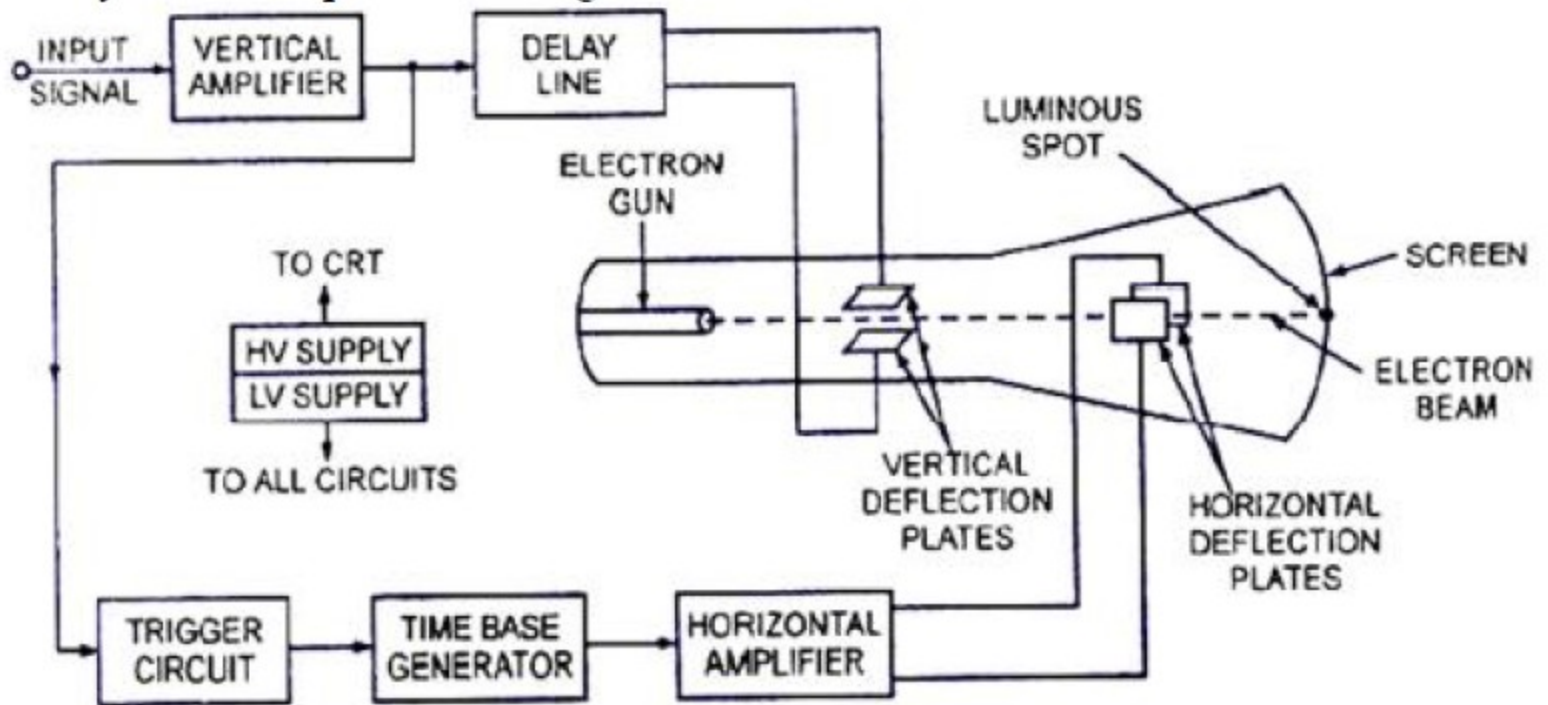 INPUT
SIGNAL
VERTICAL
AMPLIFIER
DELAY
LINE
LUMINOUS
SPOT
ELECTRON
GUN
TO CRT
SCREEN
HV SUPPLY
LV SUPPLY
ELECTRON
BEAM
TO ALL CIRCUITS
VERTICAL
DEFLECTION
PLATES
HORIZONTAL
DEFLECTION
PLATES
TRIGGER
CIRCUIT
TIME BASE
GENERATOR
HORIZONTAL
AMPLIFIER